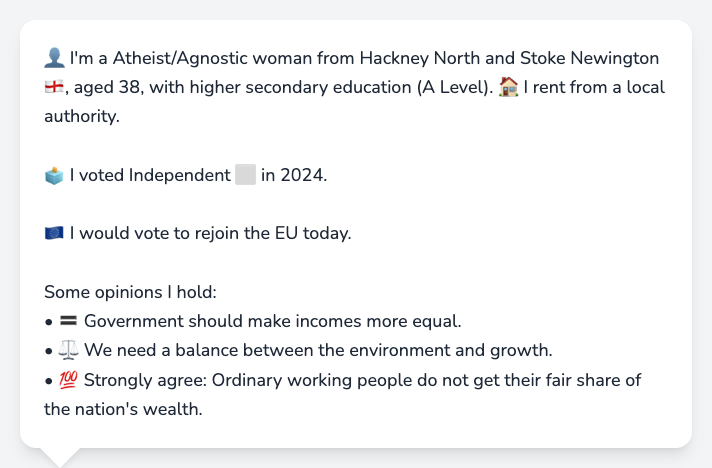 👤 I'm a Atheist/Agnostic woman from Hackney North and Stoke Newington
🏴󠁧󠁢󠁥󠁮󠁧󠁿, aged 38, with higher secondary education (A Level). 🏠 I rent from a local
authority.
🗳️ I voted Independent ⬜ in 2024.
🇪🇺 I would vote to rejoin the EU today.
Some opinions I hold:
• 🟰 Government should make incomes more equal.
• ⚖️ We need a balance between the environment and growth.
• 💯 Strongly agree: Ordinary working people do not get their fair share of
the nation's wealth.